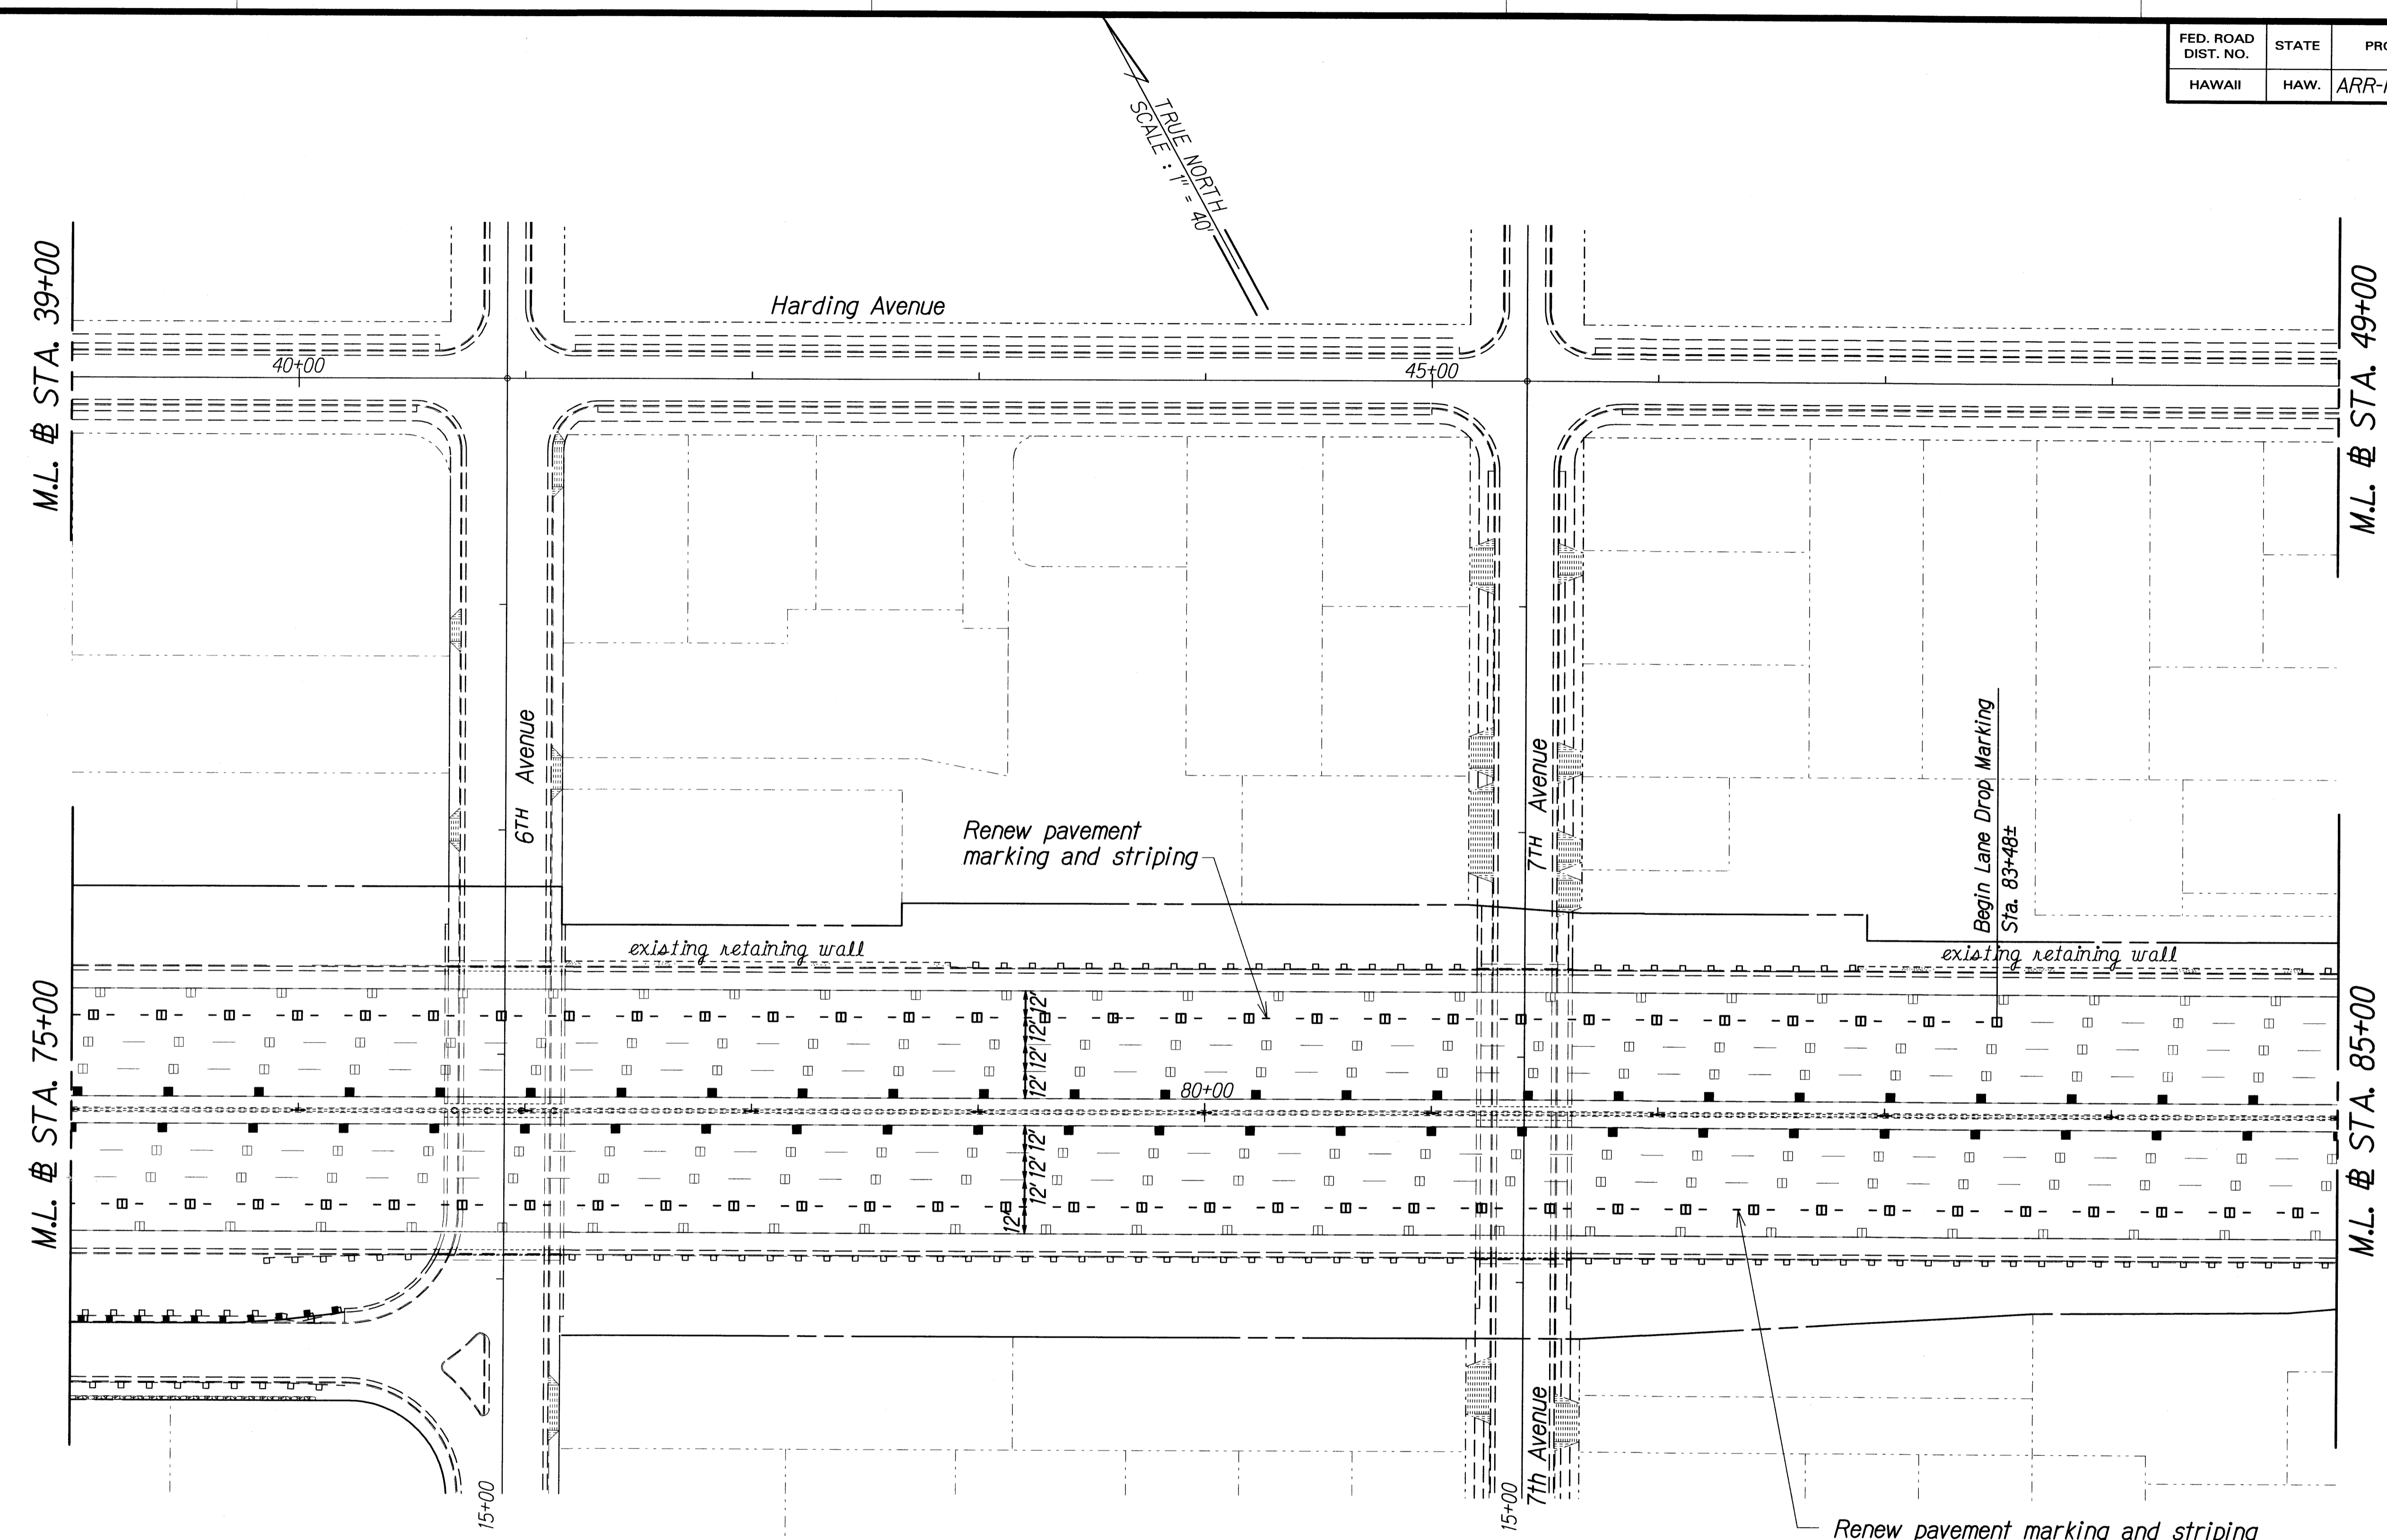 FED. ROAD DIST. NO.
STATE
HAWAII
HAW.
TRUE NORTH
SCALE : 1" = 40'
M.L. ⅊ STA. 39+00
M.L. ⅊ STA. 49+00
Harding Avenue
40+00
45+00
6TH Avenue
7TH Avenue
Renew pavement
marking and striping
Begin Lane Drop Marking
Sta. 83+48±
existing retaining wall
existing retaining wall
M.L. ⅊ STA. 75+00
M.L. ⅊ STA. 85+00
12'
12'
12'
12'
80+00
12'
12'
12'
12'
15+00
15+00
7th Avenue
Renew pavement marking and striping